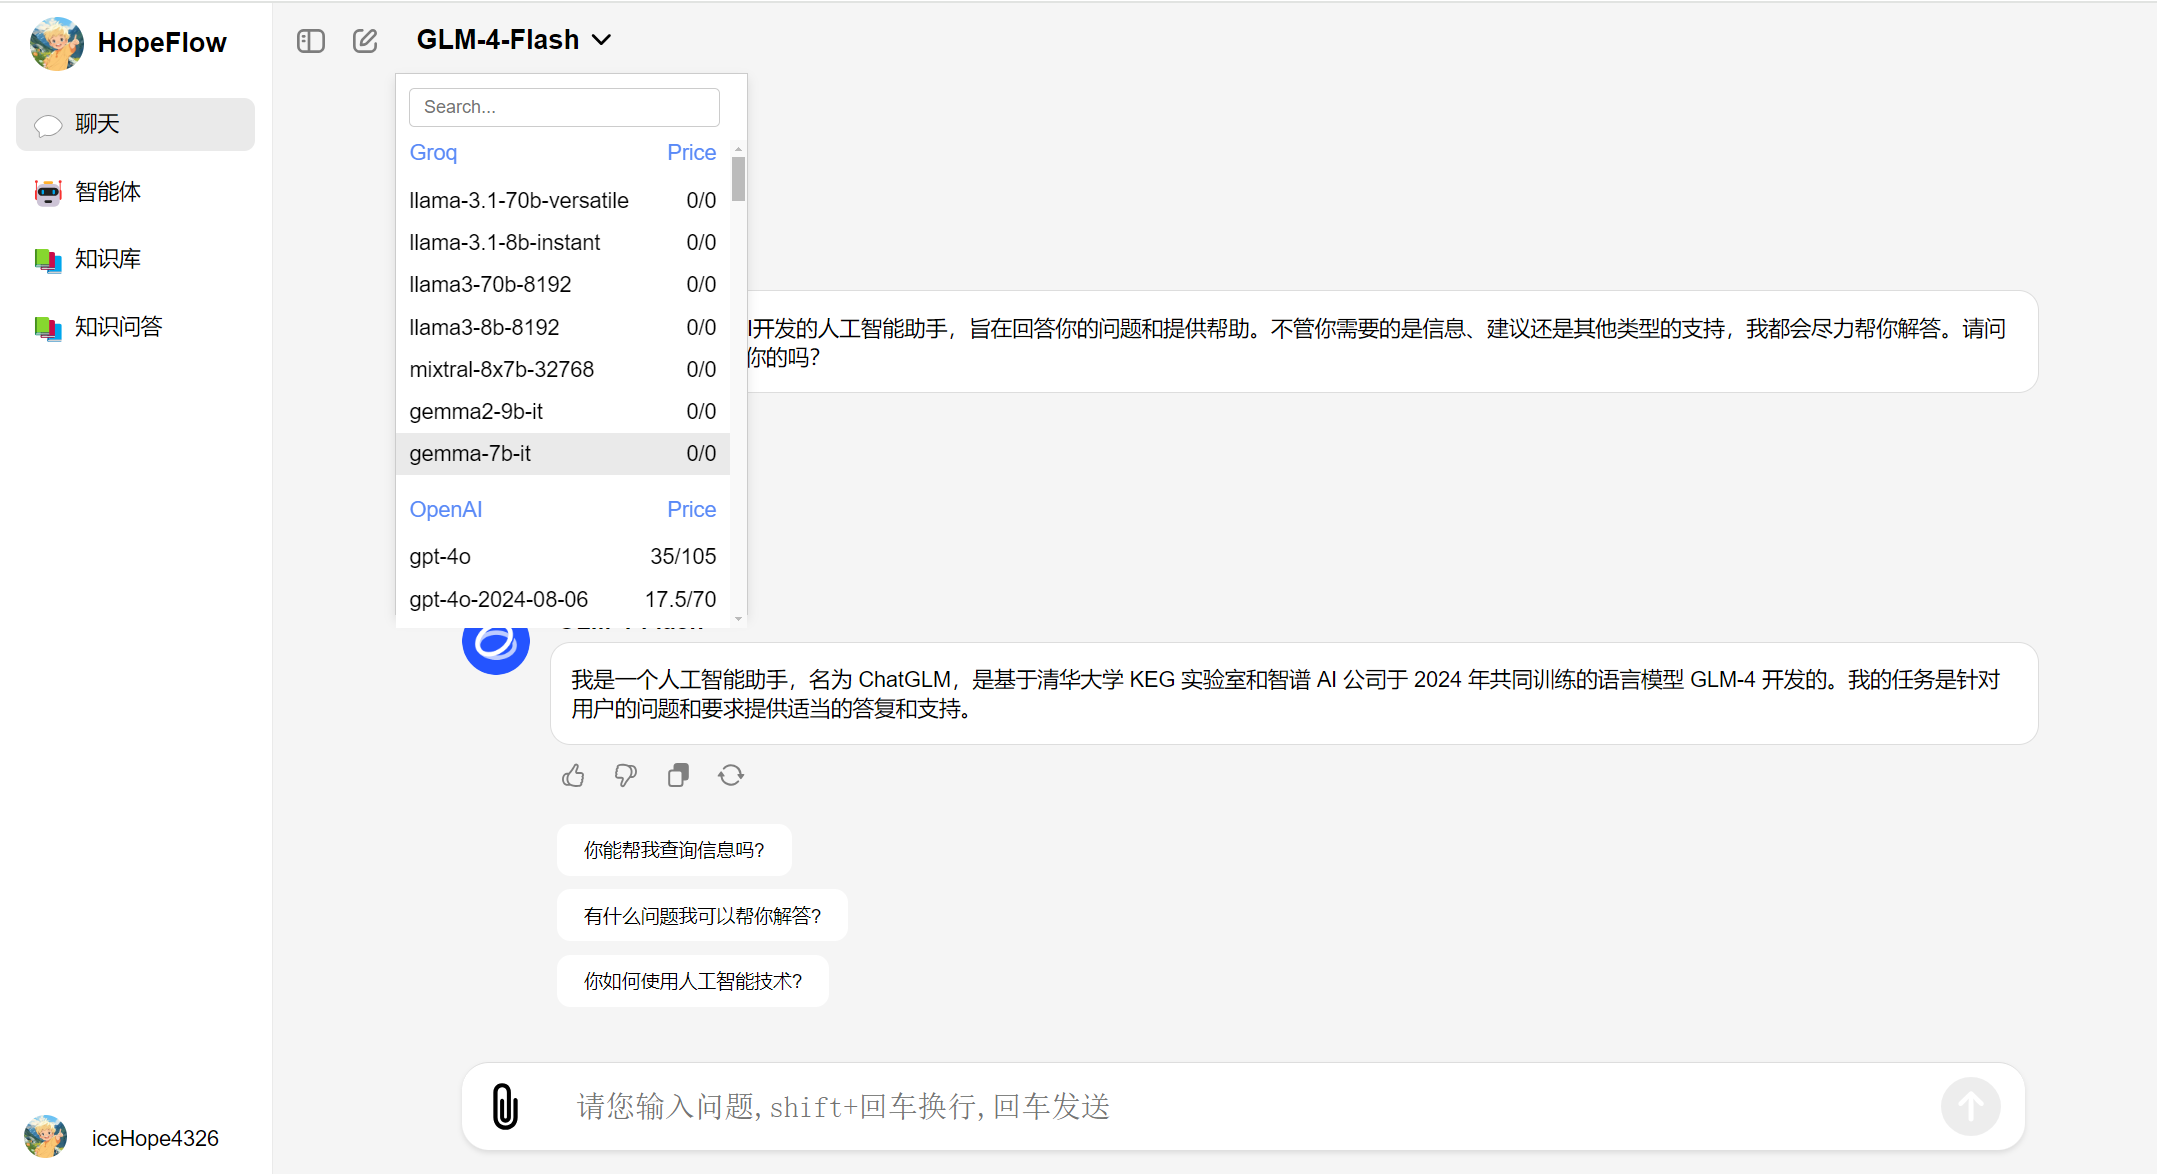 HopeFlow
聊天
智能体
知识库
知识问答
iceHope4326
GLM-4-Flash
Search...
Groq Price
llama-3.1-70b-versatile 0/0
llama-3.1-8b-instant 0/0
llama3-70b-8192 0/0
llama3-8b-8192 0/0
mixtral-8x7b-32768 0/0
gemma2-9b-it 0/0
gemma-7b-it 0/0
OpenAI Price
gpt-4o 35/105
gpt-4o-2024-08-06 17.5/70
I开发的人工智能助手，旨在回答你的问题和提供帮助。不管你需要的是信息、建议还是其他类型的支持，我都会尽力帮你解答。请问
你的吗？
我是一个人工智能助手，名为 ChatGLM，是基于清华大学 KEG 实验室和智谱 AI 公司于 2024 年共同训练的语言模型 GLM-4 开发的。我的任务是针对
用户的问题和要求提供适当的答复和支持。
你能帮我查询信息吗?
有什么问题我可以帮你解答?
你如何使用人工智能技术?
请您输入问题,shift+回车换行,回车发送